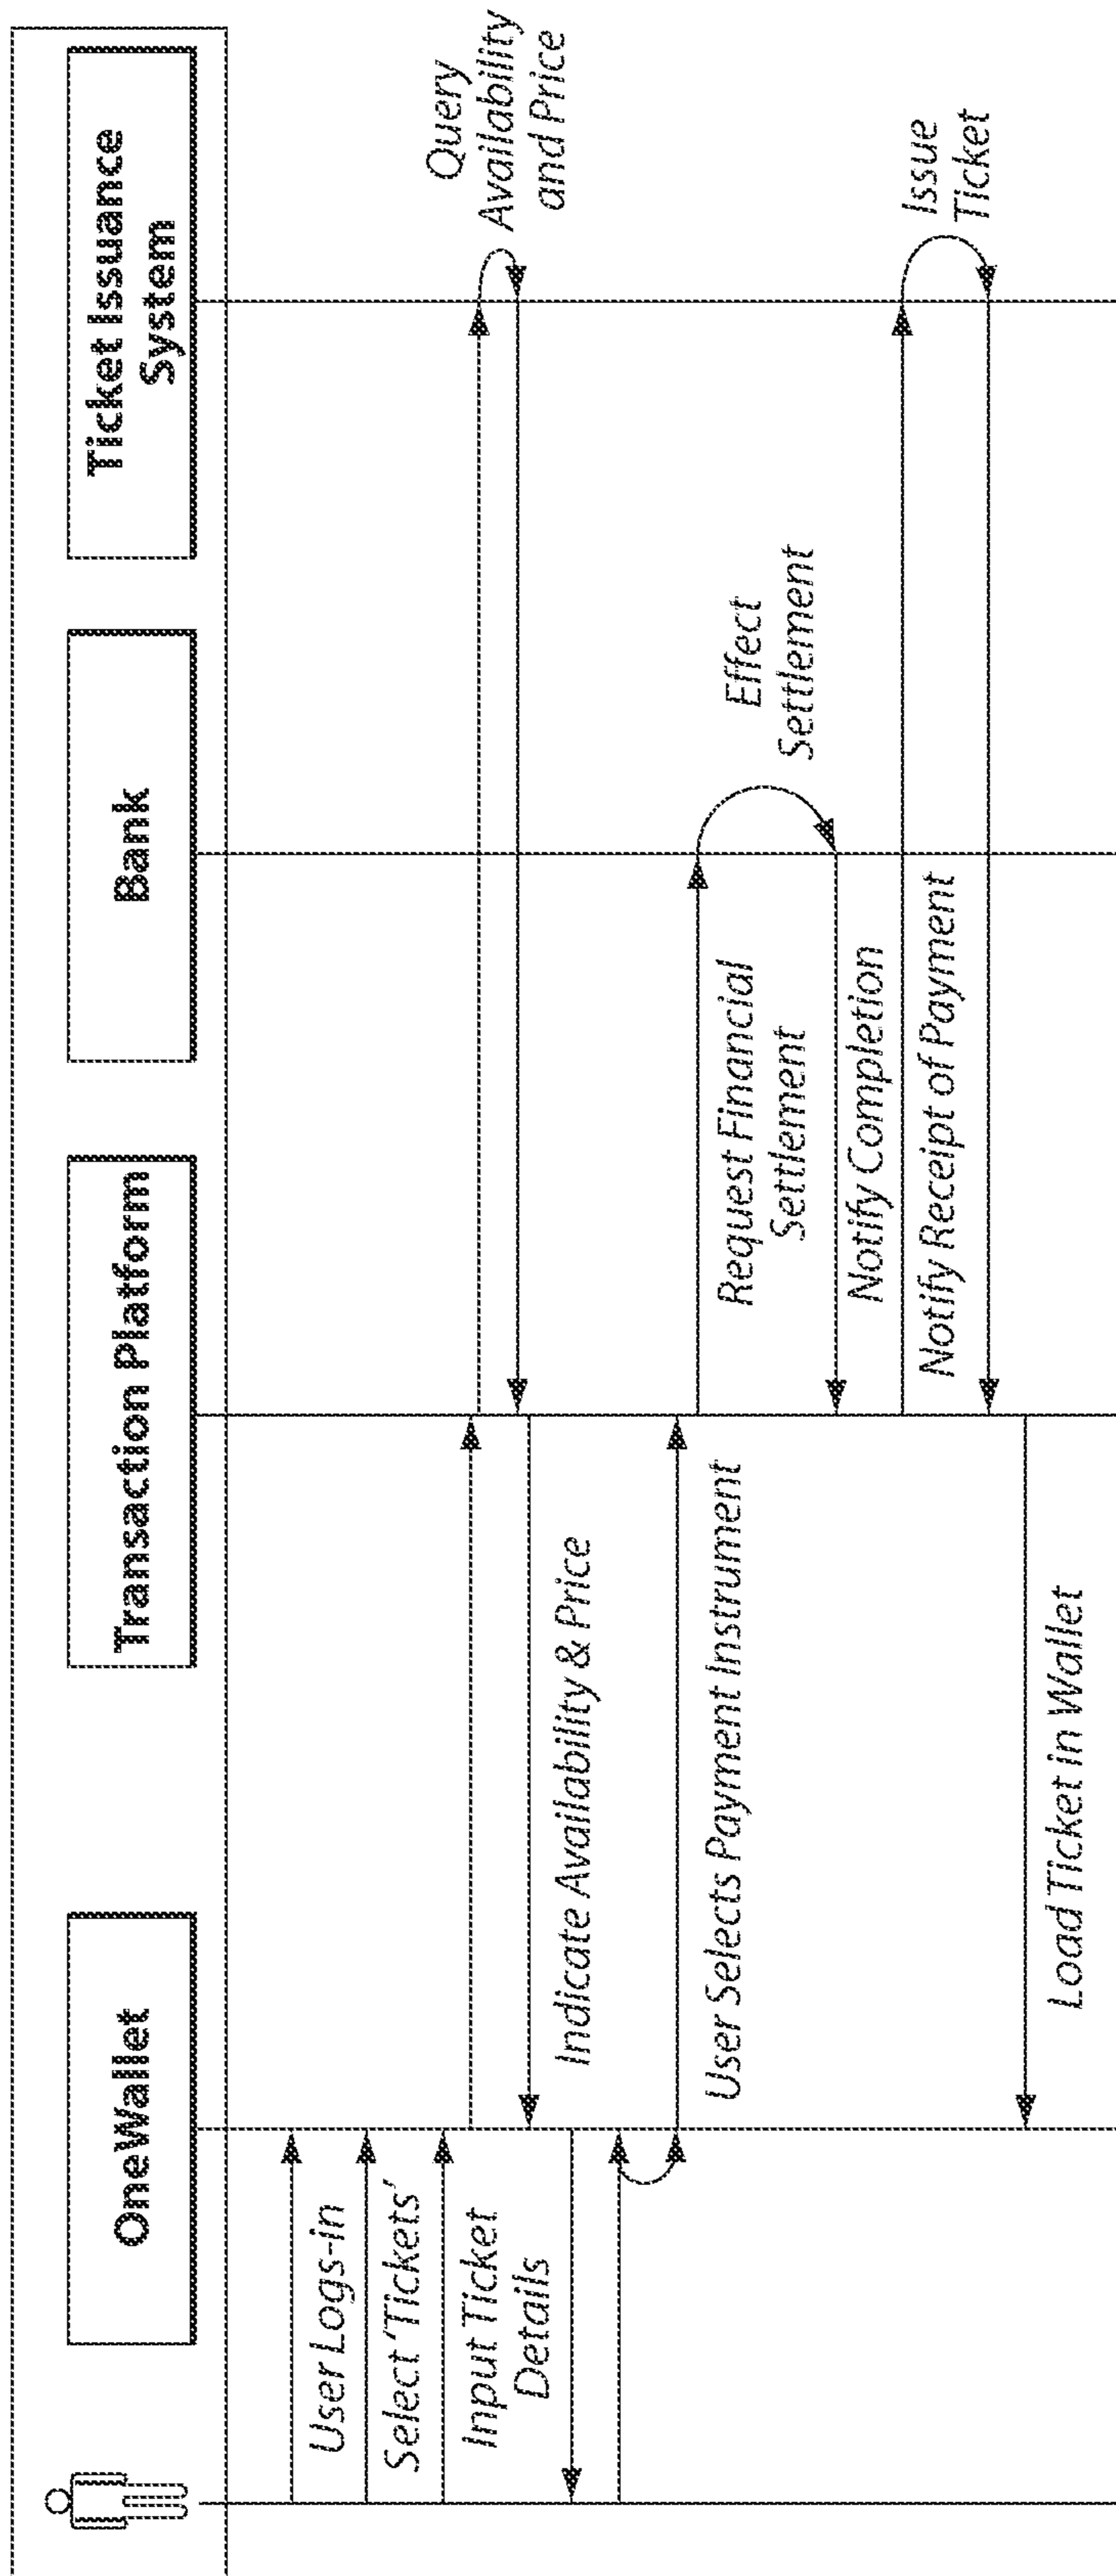 OneWallet
Transaction Platform
Bank
Ticket Issuance
System
User Logs-in
Select ‘Tickets’
Input Ticket
Details
Query
Availability
and Price
Indicate Availability & Price
User Selects Payment Instrument
Request Financial
Settlement
Effect
Settlement
Notify Completion
Notify Receipt of Payment
Issue
Ticket
Load Ticket in Wallet